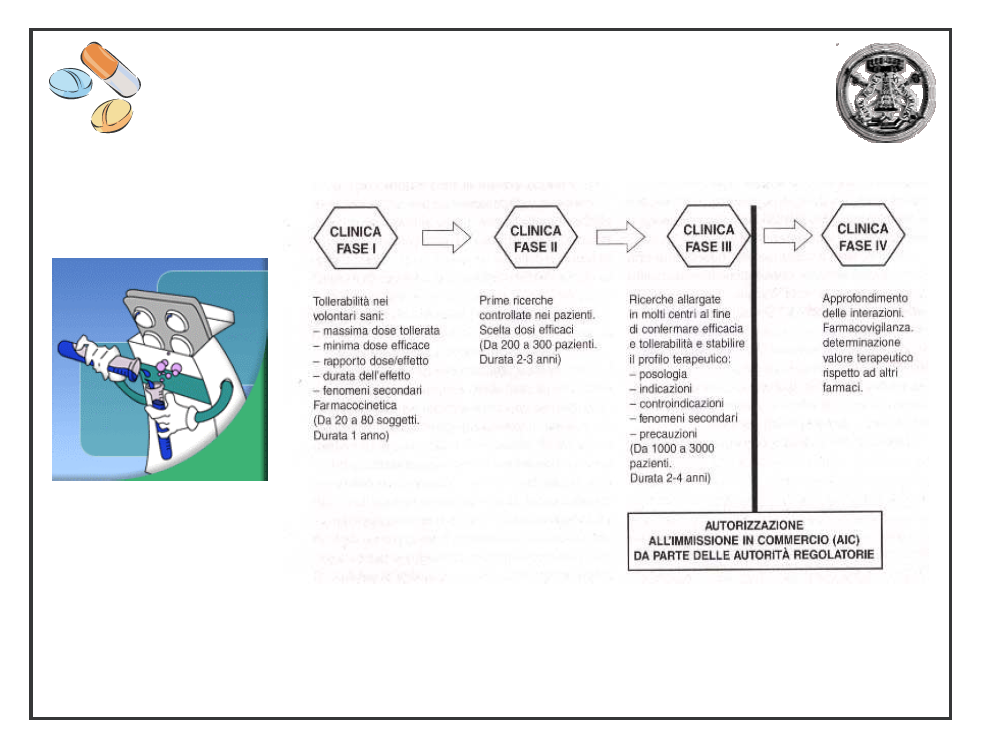 CLINICA
FASE I
CLINICA
FASE II
CLINICA
FASE III
CLINICA
FASE IV
Tollerabilità nei
volontari sani:
– massima dose tollerata
– minima dose efficace
– rapporto dose/effetto
– durata dell'effetto
– fenomeni secondari
Farmacocinetica
(Da 20 a 80 soggetti.
Durata 1 anno)
Prime ricerche
controllate nei pazienti.
Scelta dosi efficaci
(Da 200 a 300 pazienti.
Durata 2-3 anni)
Ricerche allargate
in molti centri al fine
di confermare efficacia
e tollerabilità e stabilire
il profilo terapeutico:
– posologia
– indicazioni
– controindicazioni
– fenomeni secondari
– precauzioni
(Da 1000 a 3000
pazienti.
Durata 2-4 anni)
Approfondimento
delle interazioni.
Farmacovigilanza,
determinazione
valore terapeutico
rispetto ad altri
farmaci.
AUTORIZZAZIONE
ALL'IMMISSIONE IN COMMERCIO (AIC)
DA PARTE DELLE AUTORITÀ REGOLATORIE